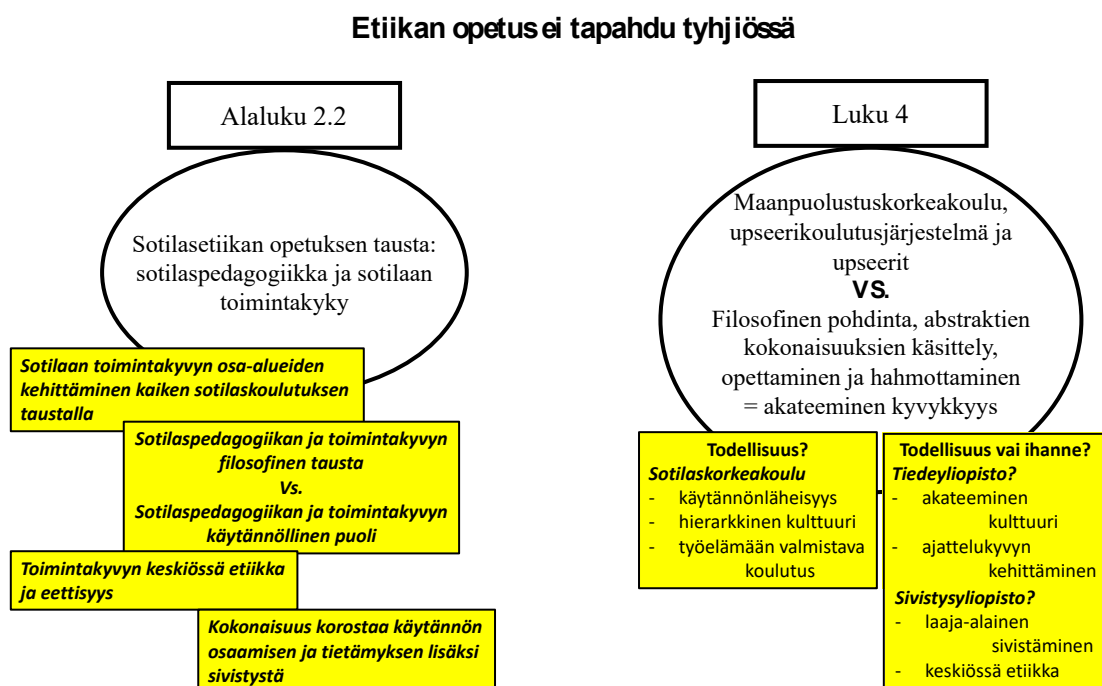 Etiikan opetus ei tapahdu tyhjiössä
Alaluku 2.2
Sotilasetiikan opetuksen tausta:
sotilaspedagogiikka ja sotilaan
toimintakyky
Sotilaan toimintakyvyn osa-alueiden
kehittäminen kaiken sotilaskoulutuksen
taustalla
Sotilaspedagogiikan ja toimintakyvyn
filosofinen tausta
Vs.
Sotilaspedagogiikan ja toimintakyvyn
käytännöllinen puoli
Toimintakyvyn keskiössä etiikka
ja eettisyys
Kokonaisuus korostaa käytännön
osaamisen ja tietämyksen lisäksi
sivistystä
Luku 4
Maanpuolustuskorkeakoulu,
upseerikoulutusjärjestelmä ja
upseerit
VS.
Filosofinen pohdinta, abstraktien
kokonaisuuksien käsittely,
opettaminen ja hahmottaminen
= akateeminen kyvykkyys
Todellisuus?
Sotilaskorkeakoulu
- käytännönläheisyys
- hierarkkinen kulttuuri
- työelämään valmistava
koulutus
Todellisuus vai ihanne?
Tiedeyliopisto?
- akateeminen
kulttuuri
- ajattelukyvyn
kehittäminen
Sivistysyliopisto?
- laaja-alainen
sivistäminen
- keskiössä etiikka